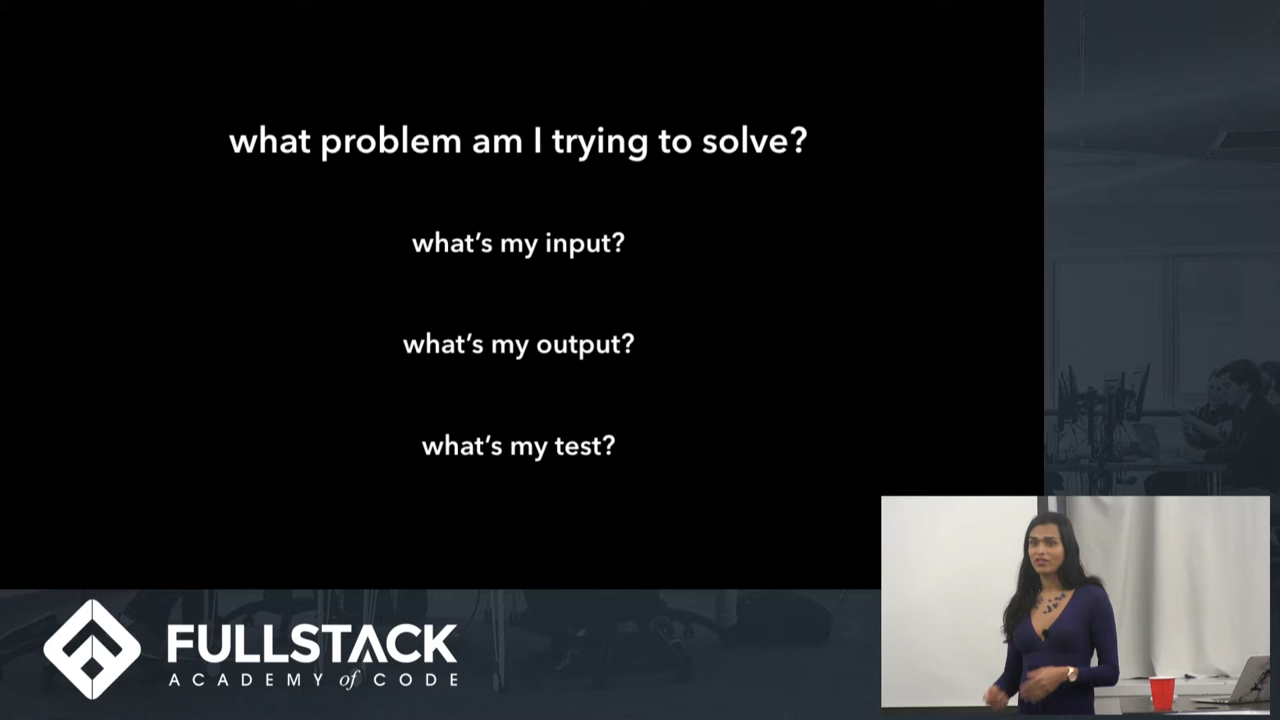 what problem am I trying to solve?
what's my input?
what's my output?
what's my test?
FULLSTACK
ACADEMY of CODE